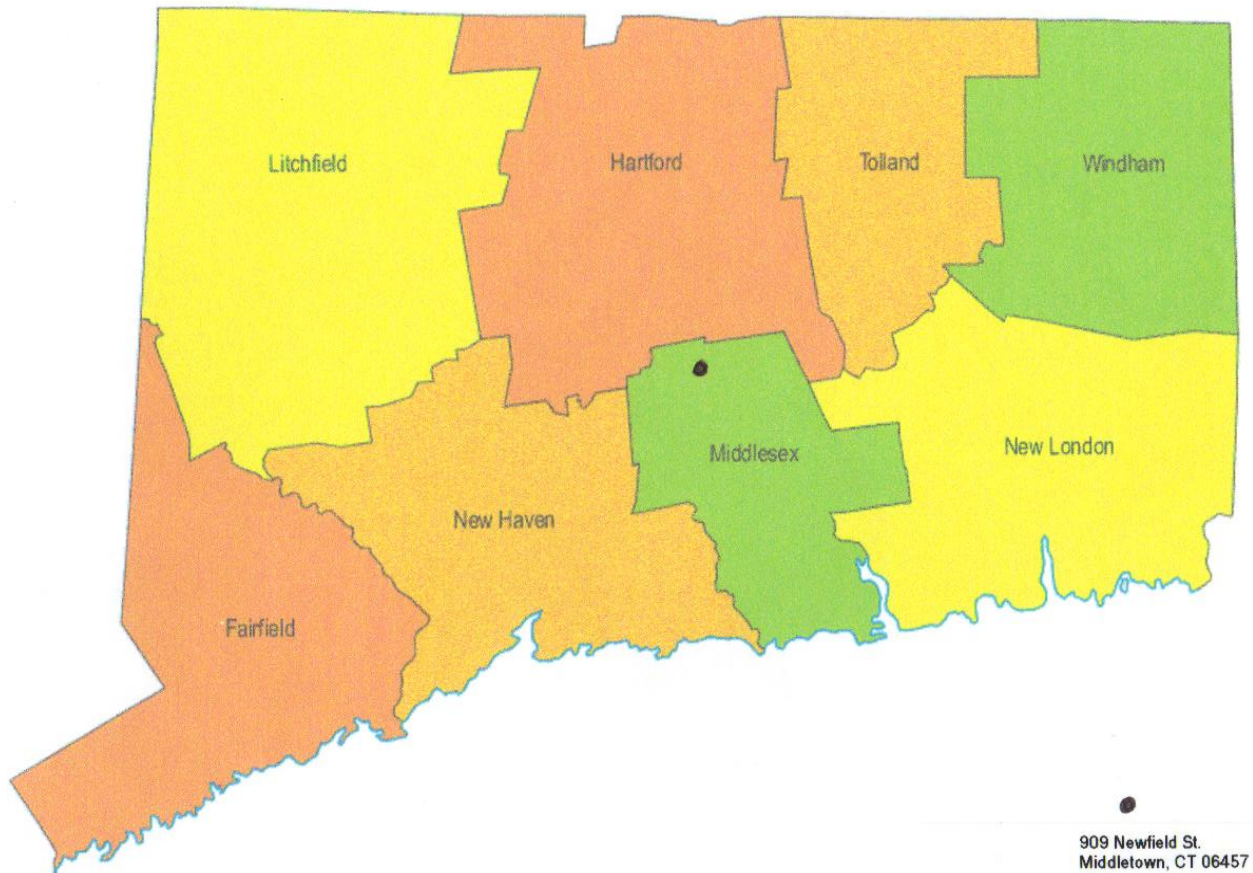 Litchfield
Hartford
Tolland
Windham
Middlesex
New London
New Haven
Fairfield
909 Newfield St.
Middletown, CT 06457